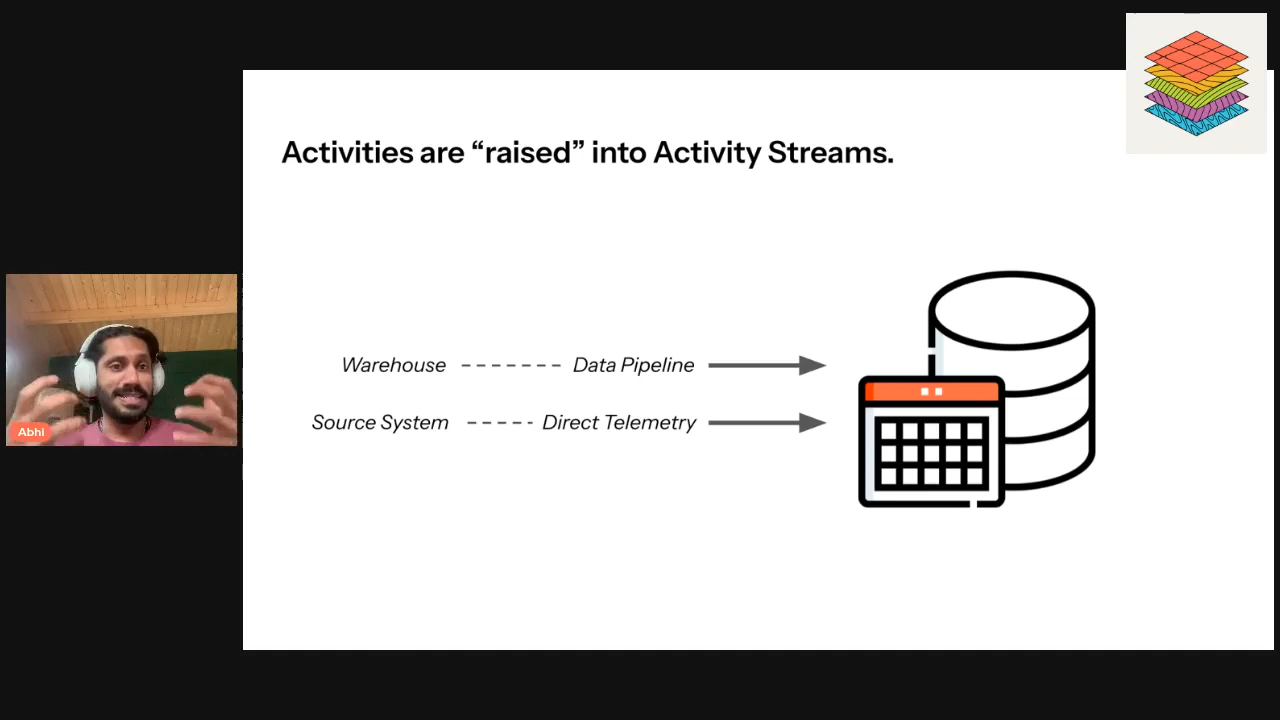 Activities are “raised” into Activity Streams.
Warehouse Data Pipeline
Source System Direct Telemetry
Abhi